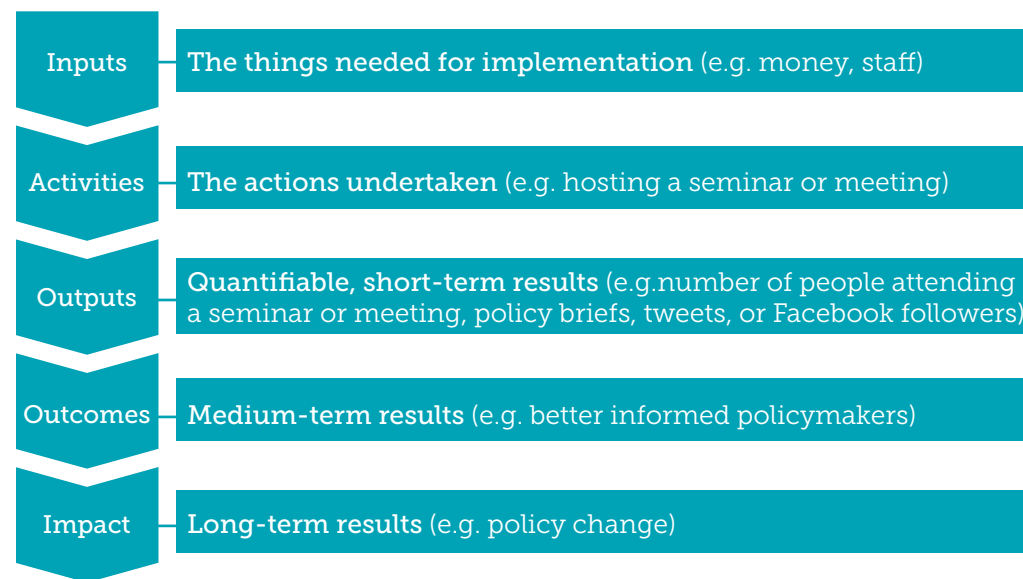 Inputs
The things needed for implementation (e.g. money, staff)
Activities
The actions undertaken (e.g. hosting a seminar or meeting)
Outputs
Quantifiable, short-term results (e.g.number of people attending
a seminar or meeting, policy briefs, tweets, or Facebook followers)
Outcomes
Medium-term results (e.g. better informed policymakers)
Impact
Long-term results (e.g. policy change)